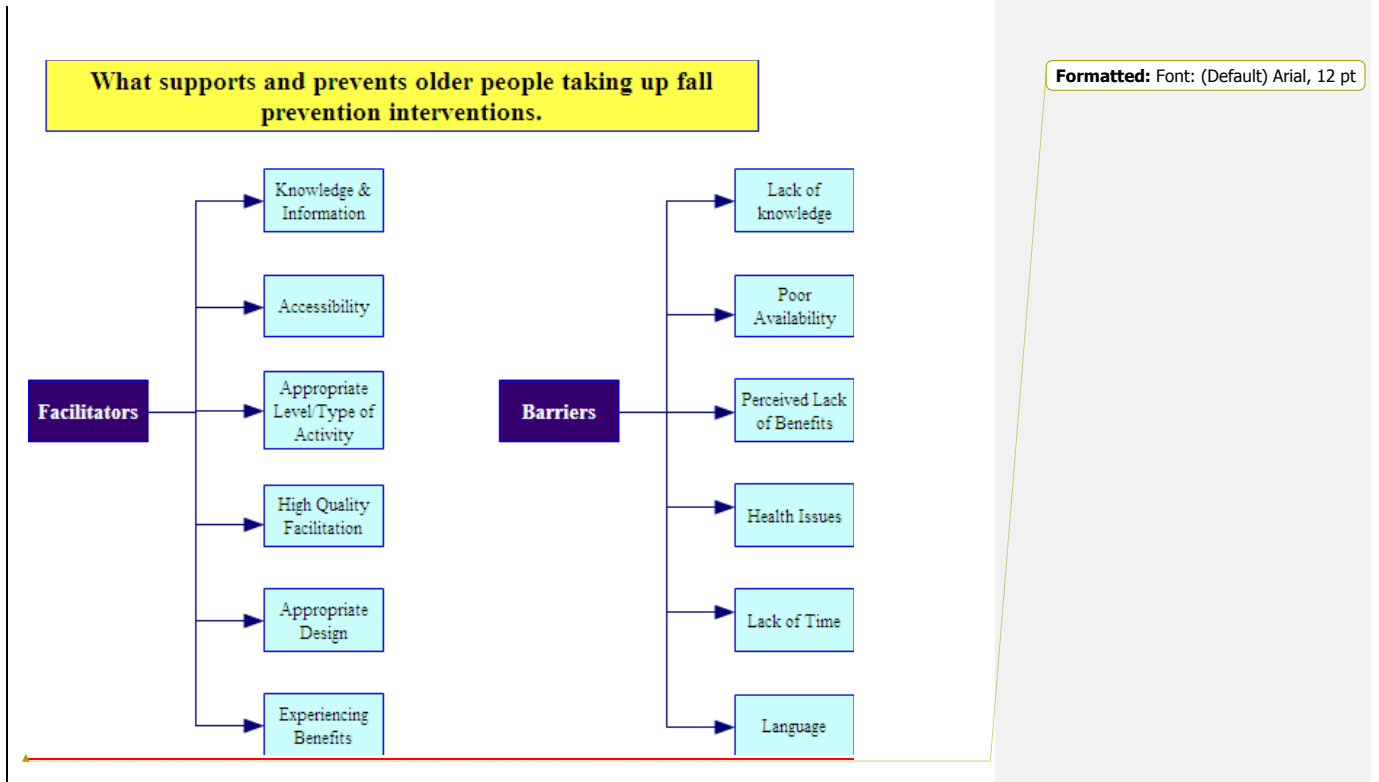 What supports and prevents older people taking up fall
prevention interventions.
Formatted: Font: (Default) Arial, 12 pt
Facilitators
Knowledge &
Information
Accessibility
Appropriate
Level/Type of
Activity
High Quality
Facilitation
Appropriate
Design
Experiencing
Benefits
Barriers
Lack of
knowledge
Poor
Availability
Perceived Lack
of Benefits
Health Issues
Lack of Time
Language